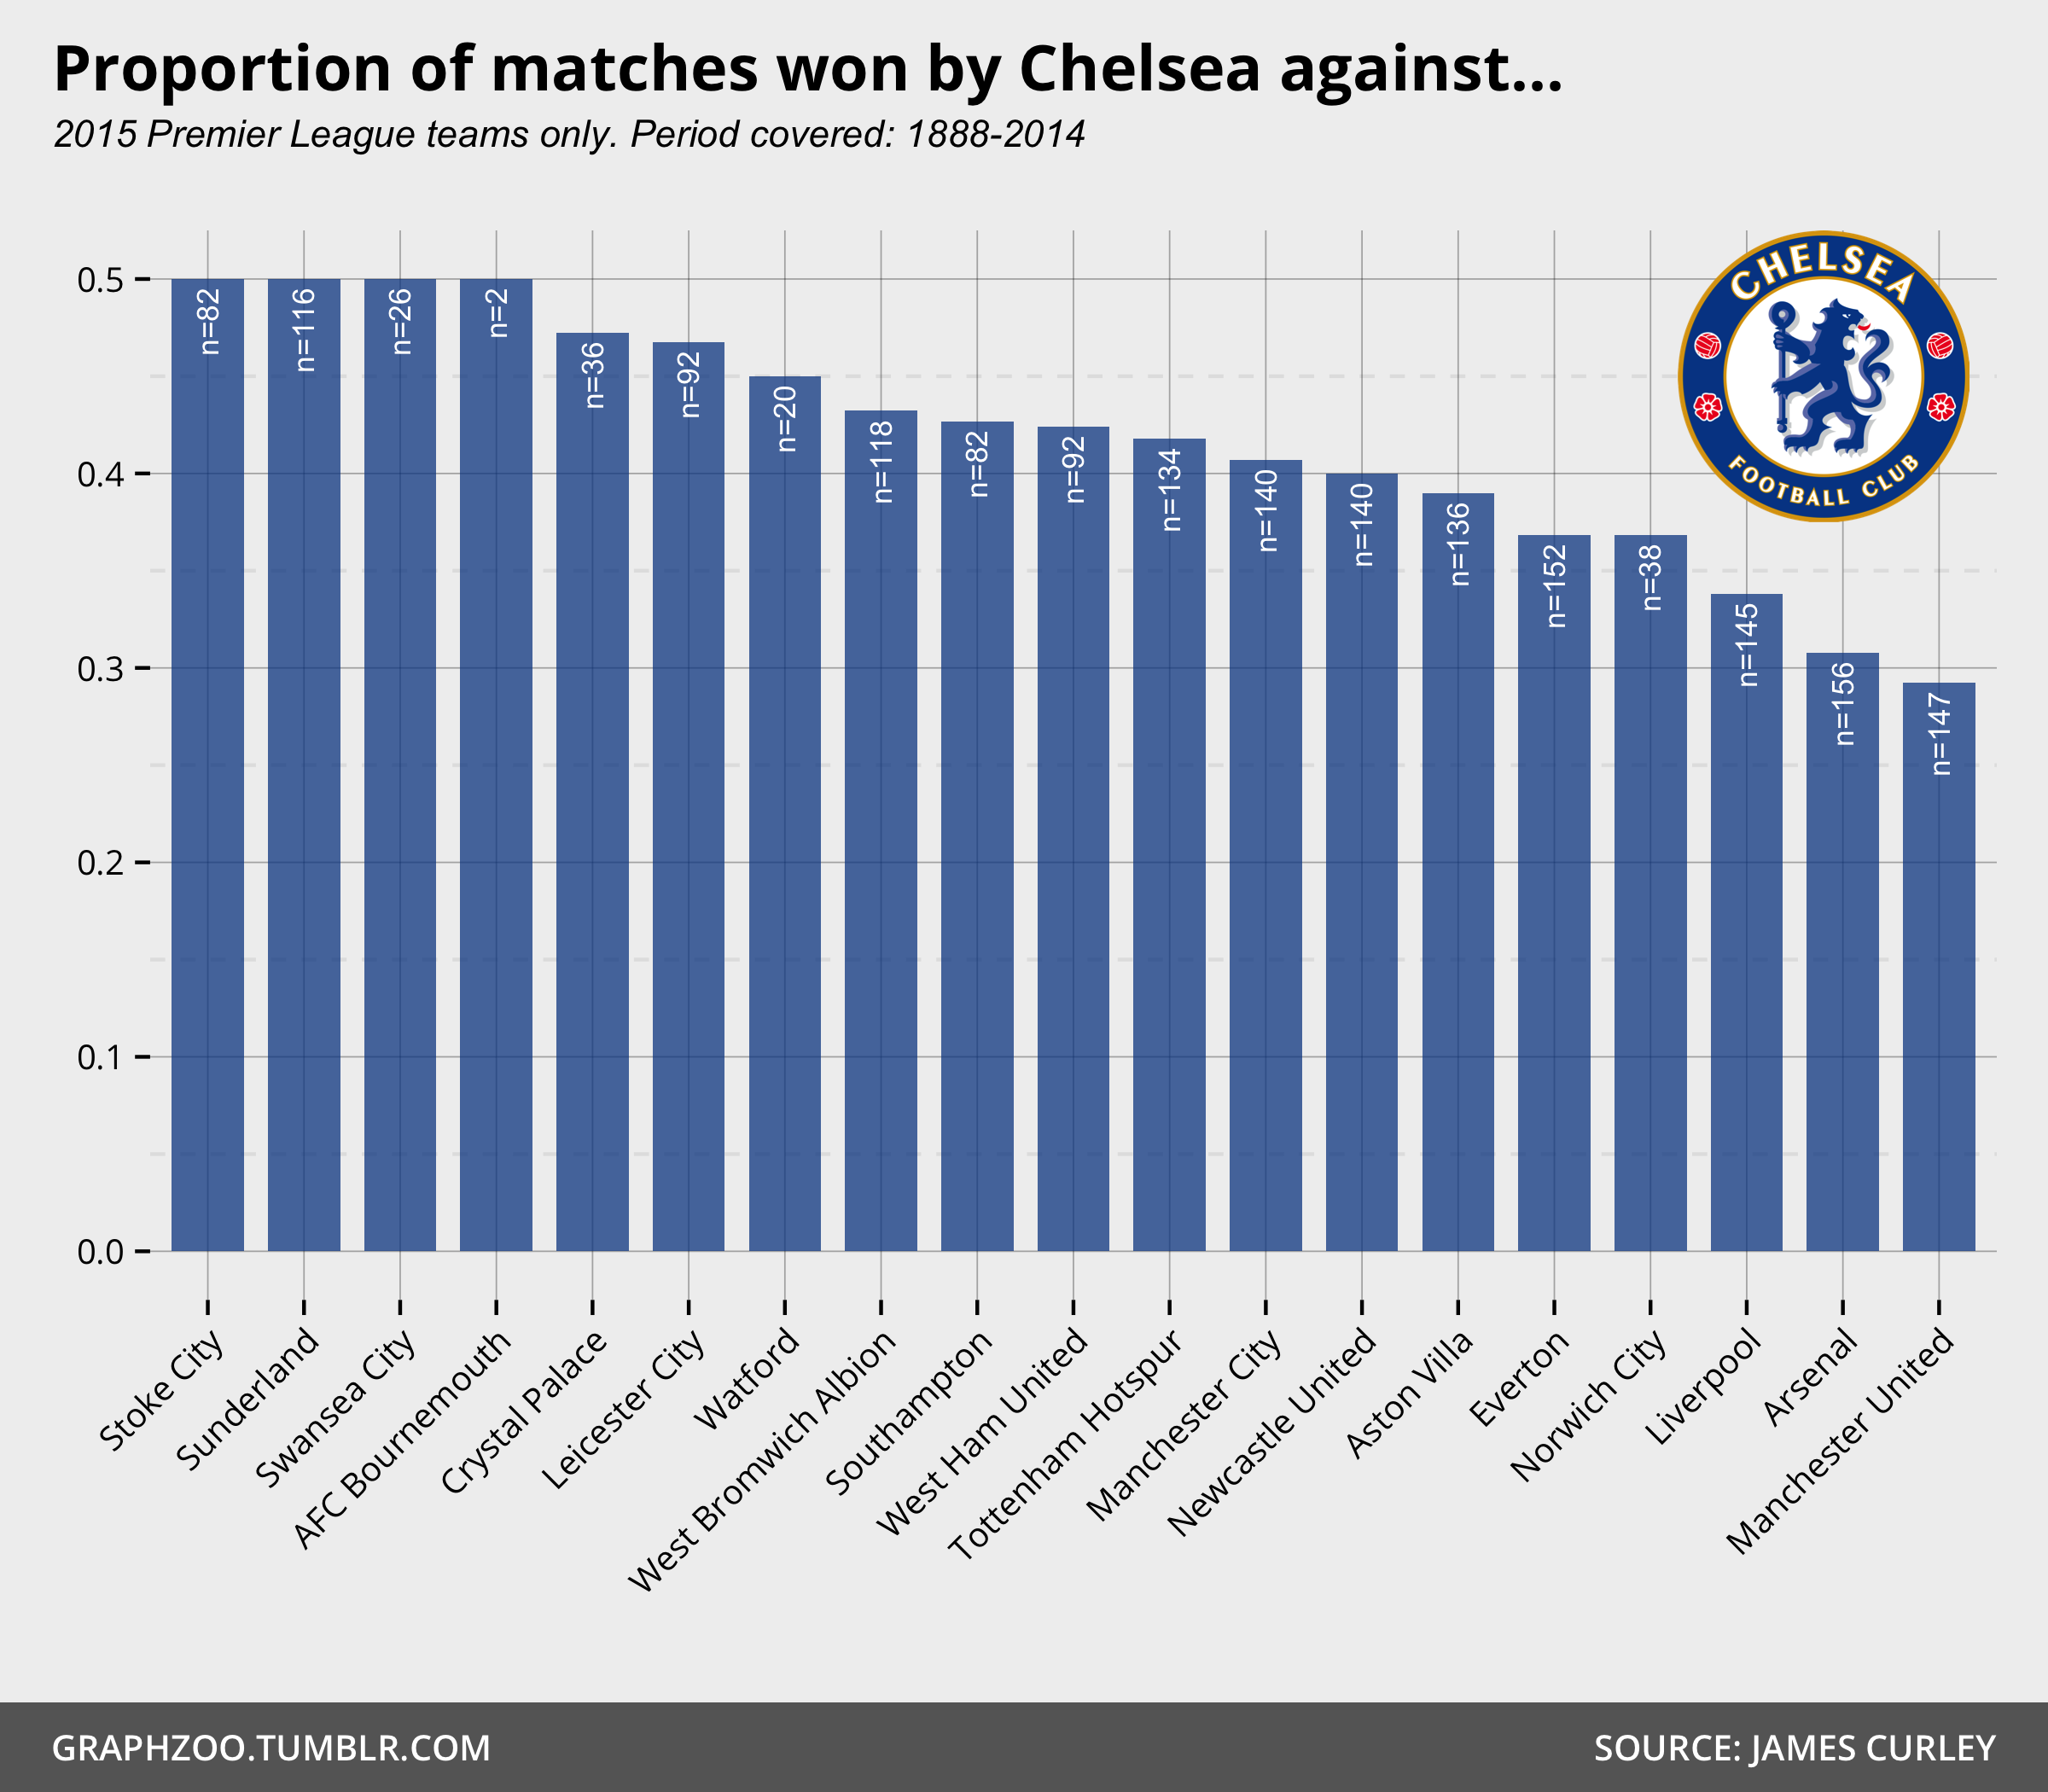 Proportion of matches won by Chelsea against...
2015 Premier League teams only. Period covered: 1888-2014
CHELSEA
FOOTBALL CLUB
0.5
0.4
0.3
0.2
0.1
0.0
n=82
n=116
n=26
n=2
n=36
n=92
n=20
n=118
n=82
n=92
n=134
n=140
n=140
n=136
n=152
n=38
n=145
n=156
n=147
Stoke City
Sunderland
Swansea City
AFC Bournemouth
Crystal Palace
Leicester City
Watford
West Bromwich Albion
Southampton
West Ham United
Tottenham Hotspur
Manchester City
Newcastle United
Aston Villa
Everton
Norwich City
Liverpool
Arsenal
Manchester United
GRAPHZOO.TUMBLR.COM
SOURCE: JAMES CURLEY